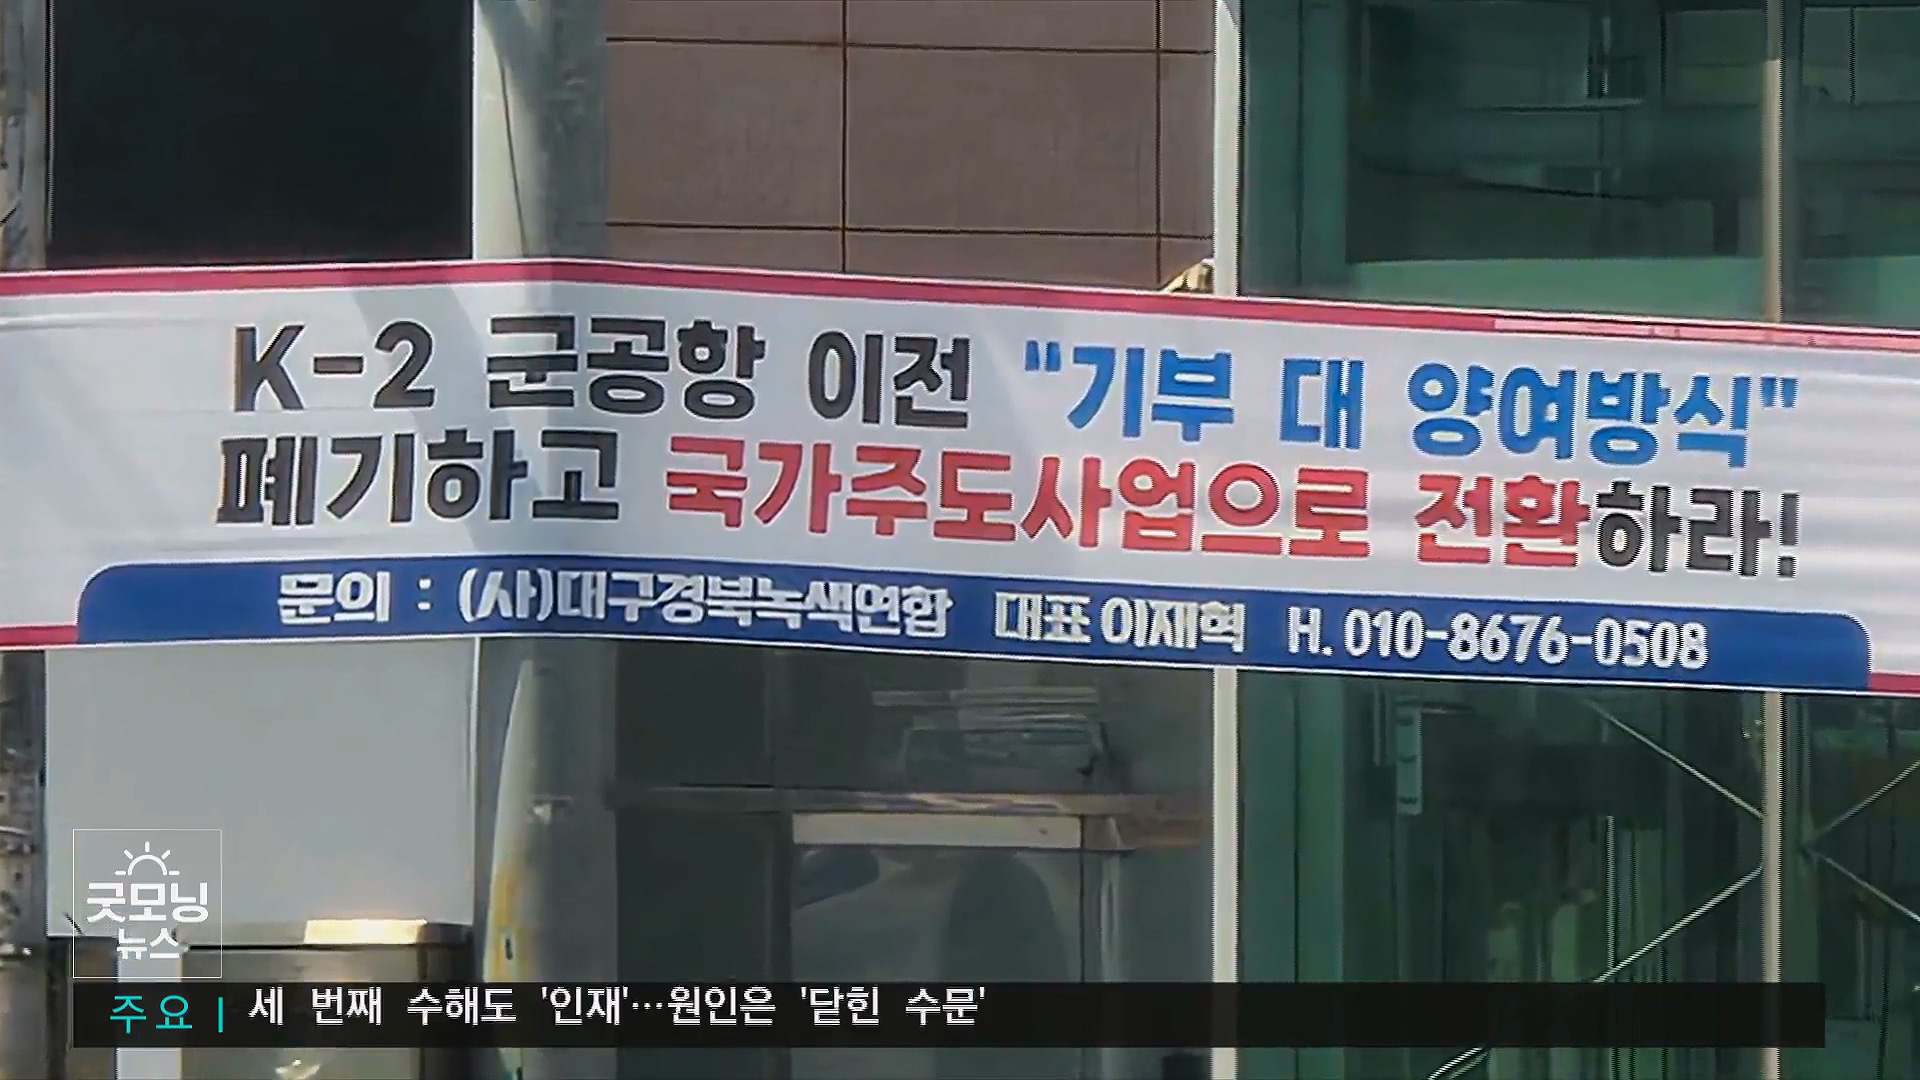 K-2 군공항 이전 "기부 대 양여방식"
폐기하고 국가주도사업으로 전환하라!
문의 : (사)대구경북녹색연합 대표 이재혁 H. 010-8676-0508
굿모닝
뉴스
주요 | 세 번째 수해도 '인재'…원인은 '닫힌 수문'